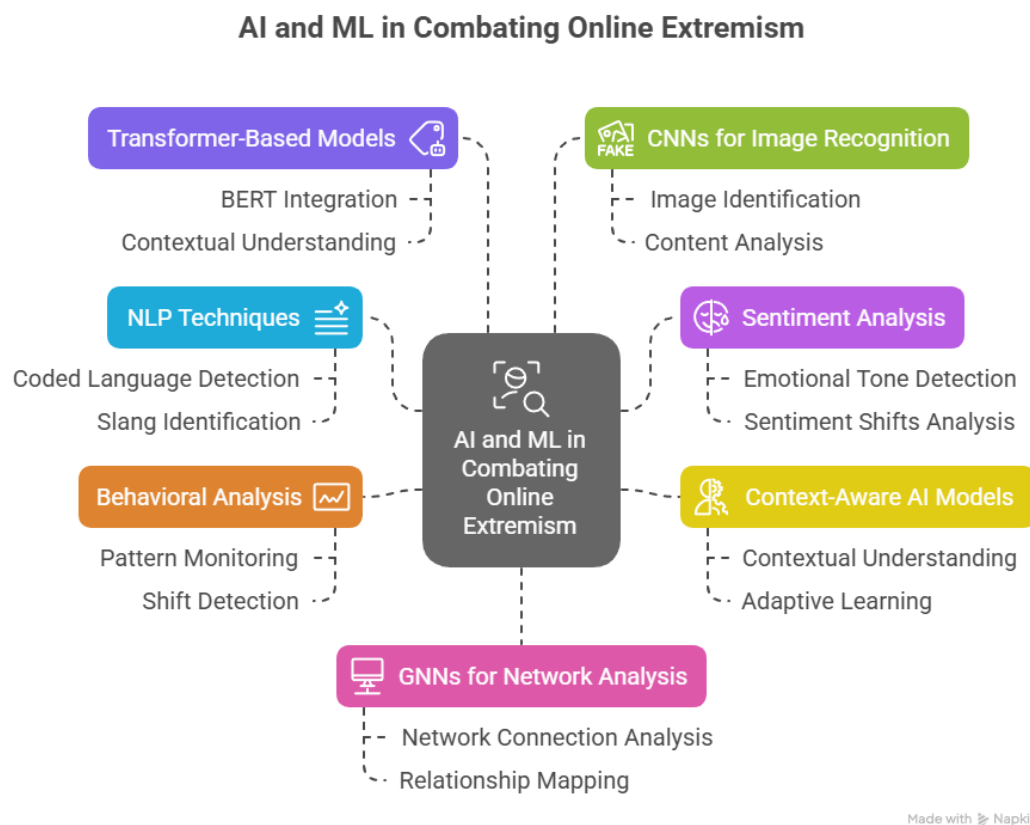 AI and ML in Combating Online Extremism
Transformer-Based Models
BERT Integration
Contextual Understanding
FAKE
CNNs for Image Recognition
Image Identification
Content Analysis
NLP Techniques
Coded Language Detection
Slang Identification
Sentiment Analysis
Emotional Tone Detection
Sentiment Shifts Analysis
AI and ML in
Combating
Online
Extremism
Behavioral Analysis
Pattern Monitoring
Shift Detection
Context-Aware AI Models
Contextual Understanding
Adaptive Learning
GNNs for Network Analysis
Network Connection Analysis
Relationship Mapping
Made with Napki